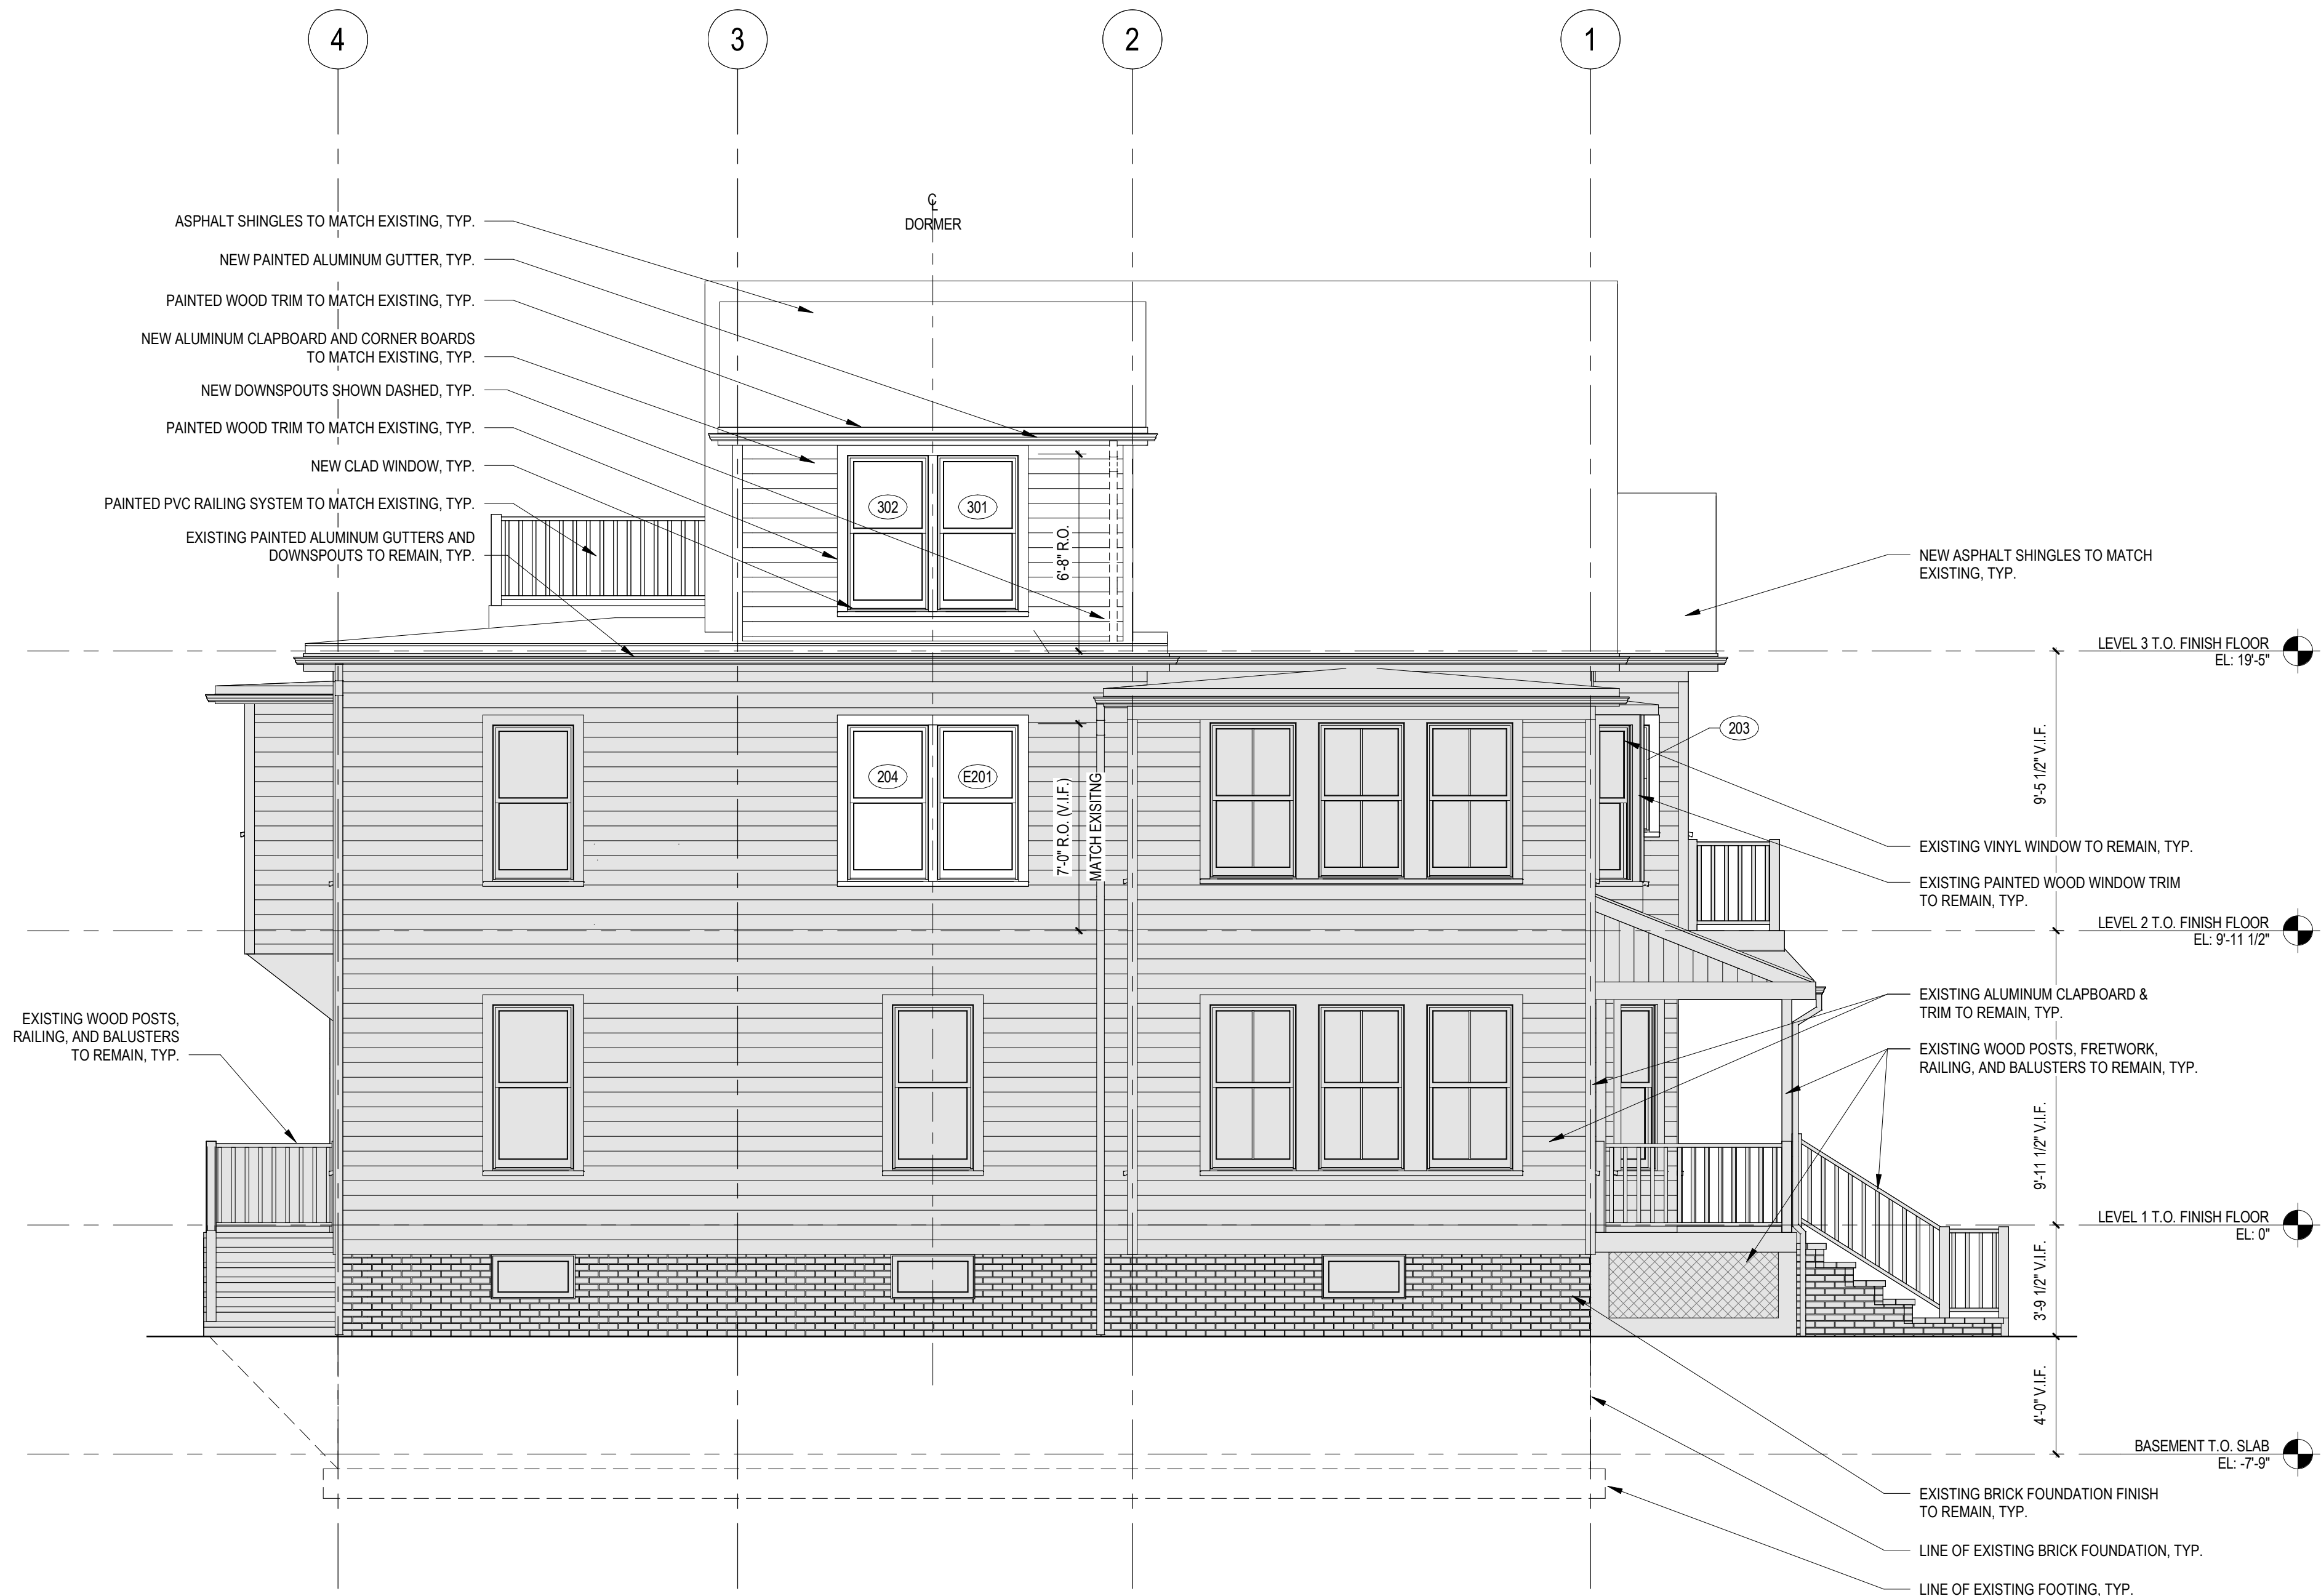 4
3
2
1
C
L
DORMER
ASPHALT SHINGLES TO MATCH EXISTING, TYP.
NEW PAINTED ALUMINUM GUTTER, TYP.
PAINTED WOOD TRIM TO MATCH EXISTING, TYP.
NEW ALUMINUM CLAPBOARD AND CORNER BOARDS
TO MATCH EXISTING, TYP.
NEW DOWNSPOUTS SHOWN DASHED, TYP.
PAINTED WOOD TRIM TO MATCH EXISTING, TYP.
NEW CLAD WINDOW, TYP.
PAINTED PVC RAILING SYSTEM TO MATCH EXISTING, TYP.
EXISTING PAINTED ALUMINUM GUTTERS AND
DOWNSPOUTS TO REMAIN, TYP.
302
301
6'-8" R.O.
204
E201
7'-0" R.O. (V.I.F.)
MATCH EXISITNG
203
EXISTING WOOD POSTS,
RAILING, AND BALUSTERS
TO REMAIN, TYP.
NEW ASPHALT SHINGLES TO MATCH
EXISTING, TYP.
LEVEL 3 T.O. FINISH FLOOR
EL: 19'-5"
9'-5 1/2" V.I.F.
EXISTING VINYL WINDOW TO REMAIN, TYP.
EXISTING PAINTED WOOD WINDOW TRIM
TO REMAIN, TYP.
LEVEL 2 T.O. FINISH FLOOR
EL: 9'-11 1/2"
EXISTING ALUMINUM CLAPBOARD &
TRIM TO REMAIN, TYP.
EXISTING WOOD POSTS, FRETWORK,
RAILING, AND BALUSTERS TO REMAIN, TYP.
9'-11 1/2" V.I.F.
LEVEL 1 T.O. FINISH FLOOR
EL: 0"
3'-9 1/2" V.I.F.
4'-0" V.I.F.
BASEMENT T.O. SLAB
EL: -7'-9"
EXISTING BRICK FOUNDATION FINISH
TO REMAIN, TYP.
LINE OF EXISTING BRICK FOUNDATION, TYP.
LINE OF EXISTING FOOTING, TYP.